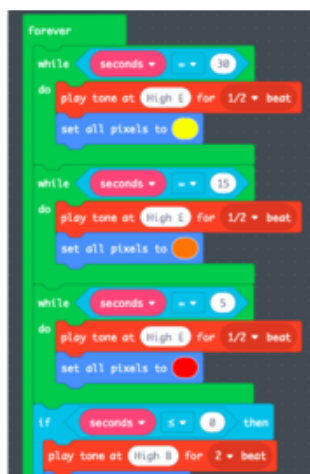 forever
while seconds = 30
do play tone at High E for 1/2 beat
set all pixels to
while seconds = 15
do play tone at High E for 1/2 beat
set all pixels to
while seconds = 5
do play tone at High E for 1/2 beat
set all pixels to
if seconds ≤ 0 then
play tone at High B for 2 beat